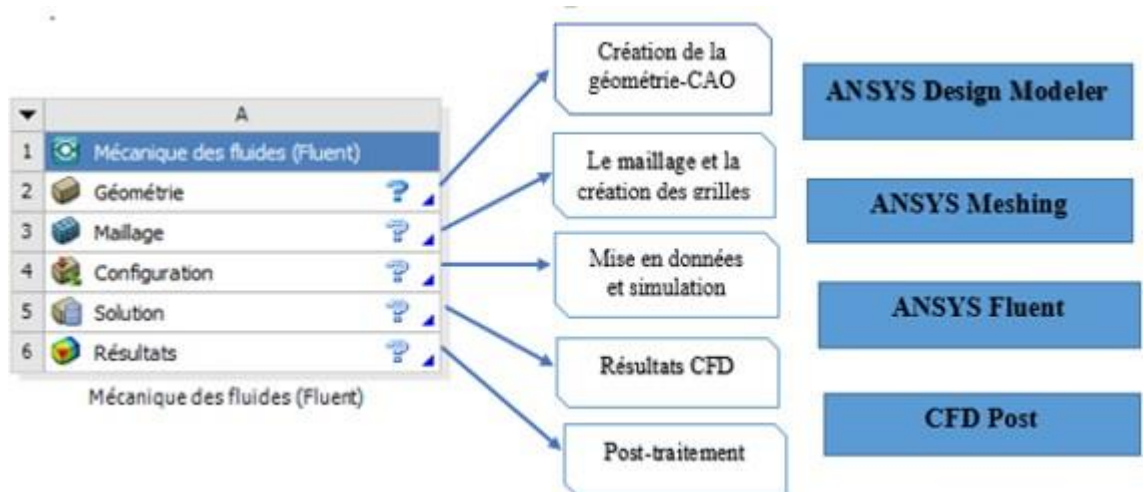 A
1 Mécanique des fluides (Fluent)
2 Géométrie ?
3 Maillage ?
4 Configuration ?
5 Solution ?
6 Résultats ?
Mécanique des fluides (Fluent)
Création de la
géométrie-CAO
Le maillage et la
création des grilles
Mise en données
et simulation
Résultats CFD
Post-traitement
ANSYS Design Modeler
ANSYS Meshing
ANSYS Fluent
CFD Post